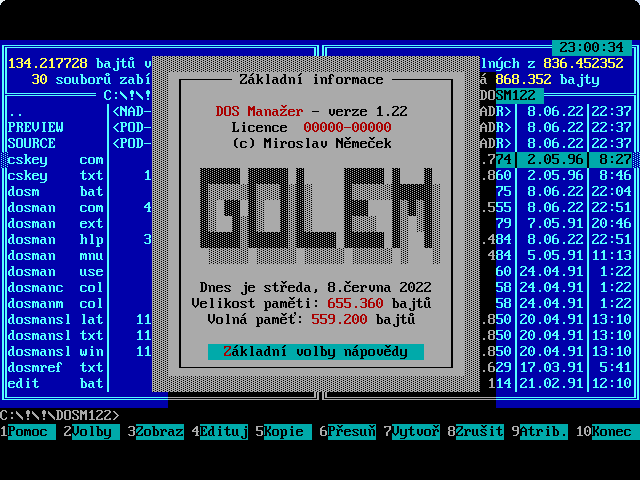 23:00:34
134.217728 bajtů v lných z 836.452352
30 souborů zabí á 868.352 bajty
Základní informace
C:\!\! DOSM122
.. <NAD- ADR> 8.06.22 22:37
DOS Manažer - verze 1.22
PREVIEW <POD- ADR> 8.06.22 22:37
Licence 00000-00000
SOURCE <POD- ADR> 8.06.22 22:37
(c) Miroslav Němeček
cskey com 774 2.05.96 8:27
cskey txt 1 .860 2.05.96 8:46
dosm bat 75 8.06.22 22:04
dosman com 4 .555 8.06.22 22:51
dosman ext 79 7.05.91 20:46
dosman hlp 3 .484 8.06.22 22:51
dosman mnu 484 5.05.91 11:13
GOLEM
dosman use 60 24.04.91 1:22
dosmanc col 58 24.04.91 1:22
Dnes je středa, 8.června 2022
dosmanm col 58 24.04.91 1:22
Velikost paměti: 655.360 bajtů
dosmansl lat 11 .850 20.04.91 13:10
Volná paměť: 559.200 bajtů
dosmansl txt 11 .850 20.04.91 13:10
dosmansl win 11 .850 20.04.91 13:10
Základní volby nápovědy
dosmref txt .629 17.03.91 5:41
edit bat 114 21.02.91 12:10
C:\!\!\DOSM122>
1Pomoc 2Volby 3Zobraz 4Edituj 5Kopie 6Přesuň 7Vytvoř 8Zrušit 9Atrib. 10Konec